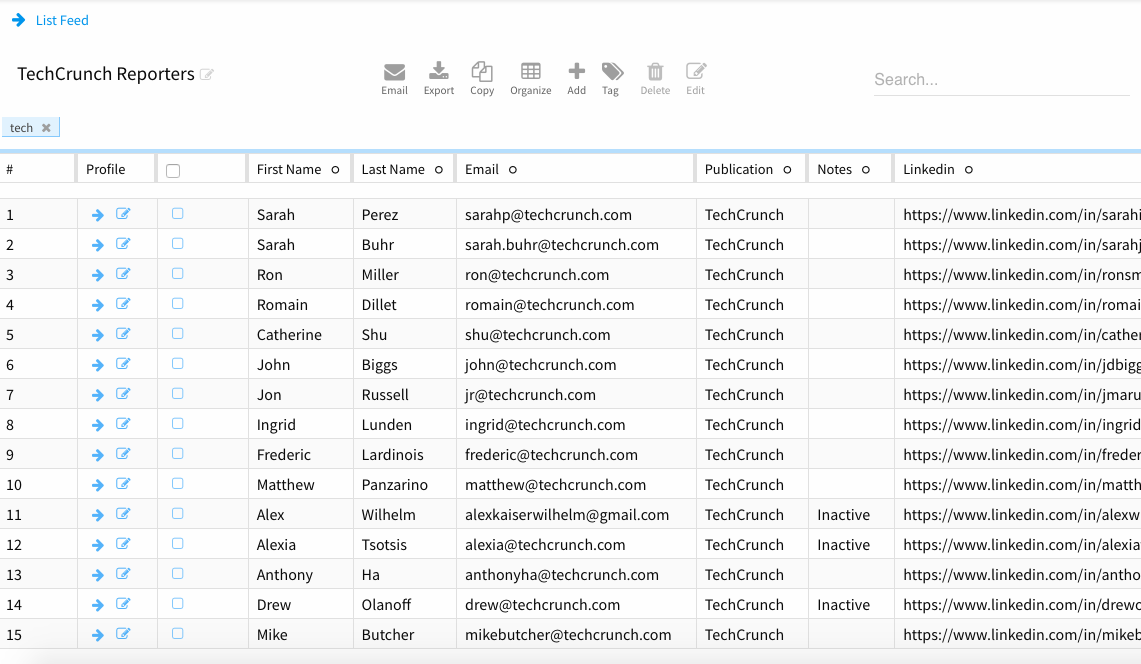 List Feed
TechCrunch Reporters
Email Export Copy Organize Add Tag Delete Edit
Search...
tech
# Profile First Name Last Name Email Publication Notes Linkedin
1 Sarah Perez sarahp@techcrunch.com TechCrunch https://www.linkedin.com/in/sarahi
2 Sarah Buhr sarah.buhr@techcrunch.com TechCrunch https://www.linkedin.com/in/sarahj
3 Ron Miller ron@techcrunch.com TechCrunch https://www.linkedin.com/in/ronsm
4 Romain Dillet romain@techcrunch.com TechCrunch https://www.linkedin.com/in/romai
5 Catherine Shu shu@techcrunch.com TechCrunch https://www.linkedin.com/in/cather
6 John Biggs john@techcrunch.com TechCrunch https://www.linkedin.com/in/jdbigg
7 Jon Russell jr@techcrunch.com TechCrunch https://www.linkedin.com/in/jmaru
8 Ingrid Lunden ingrid@techcrunch.com TechCrunch https://www.linkedin.com/in/ingrid
9 Frederic Lardinois frederic@techcrunch.com TechCrunch https://www.linkedin.com/in/freder
10 Matthew Panzarino matthew@techcrunch.com TechCrunch https://www.linkedin.com/in/matth
11 Alex Wilhelm alexkaiserwilhelm@gmail.com TechCrunch Inactive https://www.linkedin.com/in/alexw
12 Alexia Tsotsis alexia@techcrunch.com TechCrunch Inactive https://www.linkedin.com/in/alexia
13 Anthony Ha anthonyha@techcrunch.com TechCrunch https://www.linkedin.com/in/antho
14 Drew Olanoff drew@techcrunch.com TechCrunch Inactive https://www.linkedin.com/in/drewo
15 Mike Butcher mikebutcher@techcrunch.com TechCrunch https://www.linkedin.com/in/mikeb